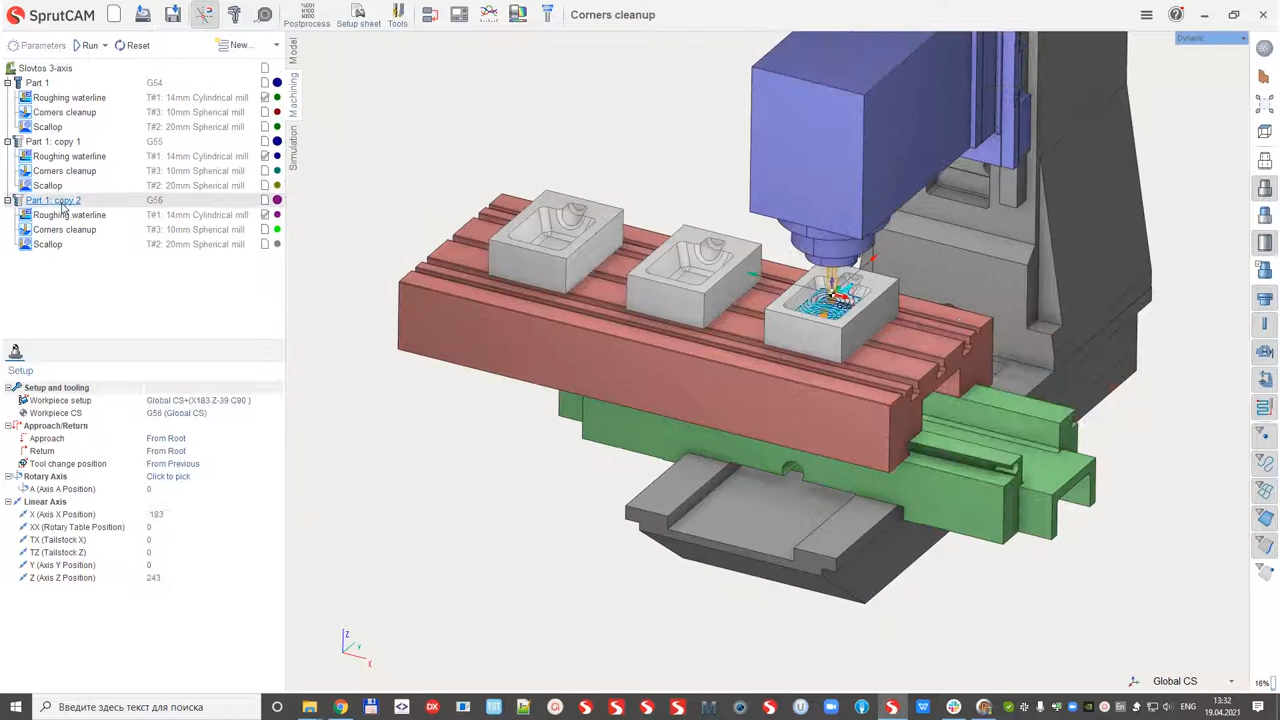 SprutCAM
Postprocess
Setup sheet
Tools
Corners cleanup
Parameters
Run
Reset
New...
Dynamic
Model
Machining
Simulation
Slovtos 3-axis
Part 1 G54
Roughing waterline T#1: 14mm Cylindrical mill
Corners cleanup T#3: 10mm Spherical mill
Scallop T#2: 20mm Spherical mill
Part 1: copy 1 G55
Roughing waterline T#1: 14mm Cylindrical mill
Corners cleanup T#3: 10mm Spherical mill
Scallop T#2: 20mm Spherical mill
Part 1: copy 2 G56
Roughing waterline T#1: 14mm Cylindrical mill
Corners cleanup T#3: 10mm Spherical mill
Scallop T#2: 20mm Spherical mill
Setup
Setup and tooling
Workpiece setup Global CS+(X183 Z-39 C90 )
Workpiece CS G56 (Global CS)
Approach/Return
Approach From Root
Return From Root
Tool change position From Previous
Rotary Axis Click to pick
A (Axis A Position) 0
Linear Axis
X (Axis X Position) -183
XX (Rotary Table Position) 0
TX (Tailstock X) 0
TZ (Tailstock Z) 0
Y (Axis Y Position) 0
Z (Axis Z Position) 243
Z
Y
X
Global CS
16%
Введите здесь текст для поиска
DX
TST
ENG
13:32
19.04.2021